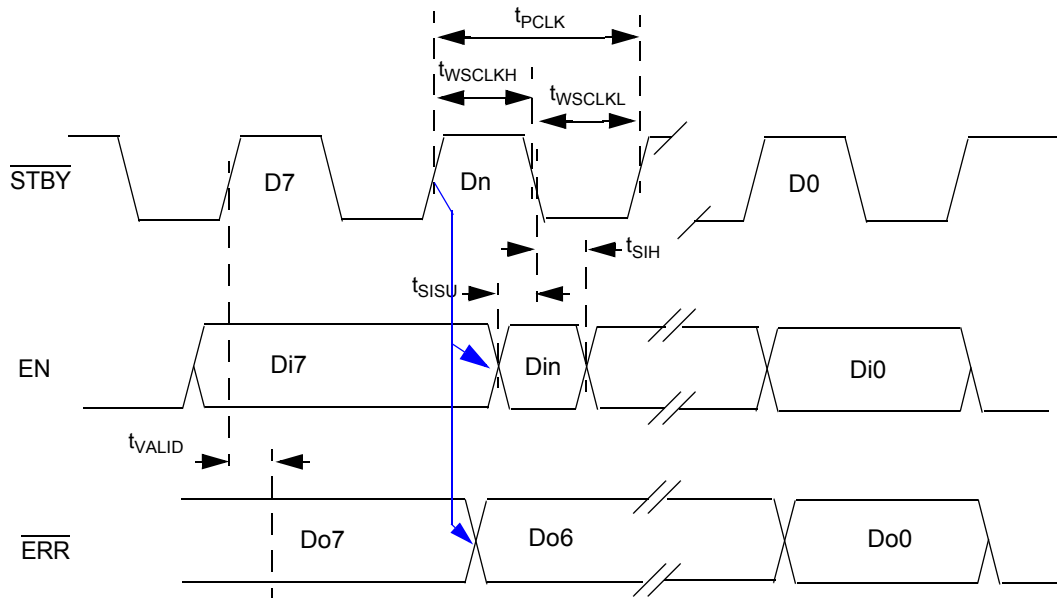 tPCLK
tWSCLKH
tWSCLKL
STBY
D7
Dn
D0
tSIH
tSISU
EN
Di7
Din
Di0
tVALID
ERR
Do7
Do6
Do0